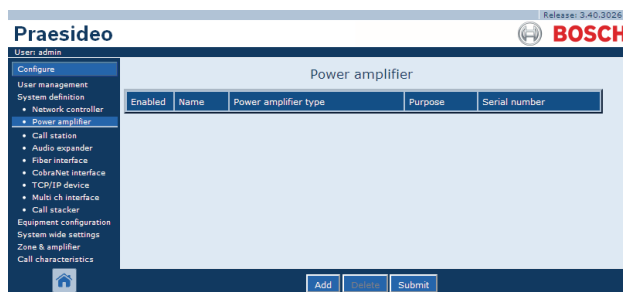 Release: 3.40.3026
Praesideo
BOSCH
User: admin
Configure
User management
System definition
• Network controller
• Power amplifier
• Call station
• Audio expander
• Fiber interface
• CobraNet interface
• TCP/IP device
• Multi ch interface
• Call stacker
Equipment configuration
System wide settings
Zone & amplifier
Call characteristics
Power amplifier
Enabled Name Power amplifier type Purpose Serial number
Add Delete Submit